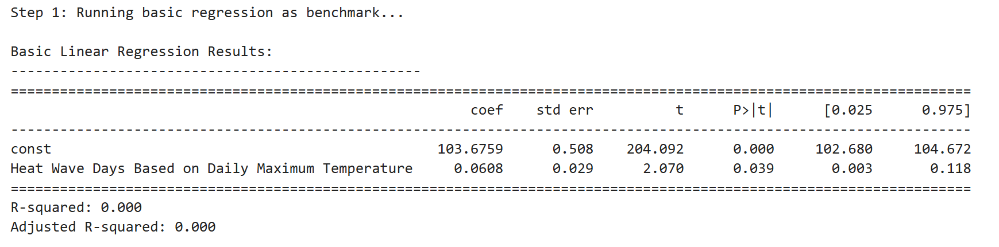 Step 1: Running basic regression as benchmark...
Basic Linear Regression Results:
--------------------------------------------------
=====================================================================================================================
coef std err t P>|t| [0.025 0.975]
---------------------------------------------------------------------------------------------------------------------
const 103.6759 0.508 204.092 0.000 102.680 104.672
Heat Wave Days Based on Daily Maximum Temperature 0.0608 0.029 2.070 0.039 0.003 0.118
=====================================================================================================================
R-squared: 0.000
Adjusted R-squared: 0.000